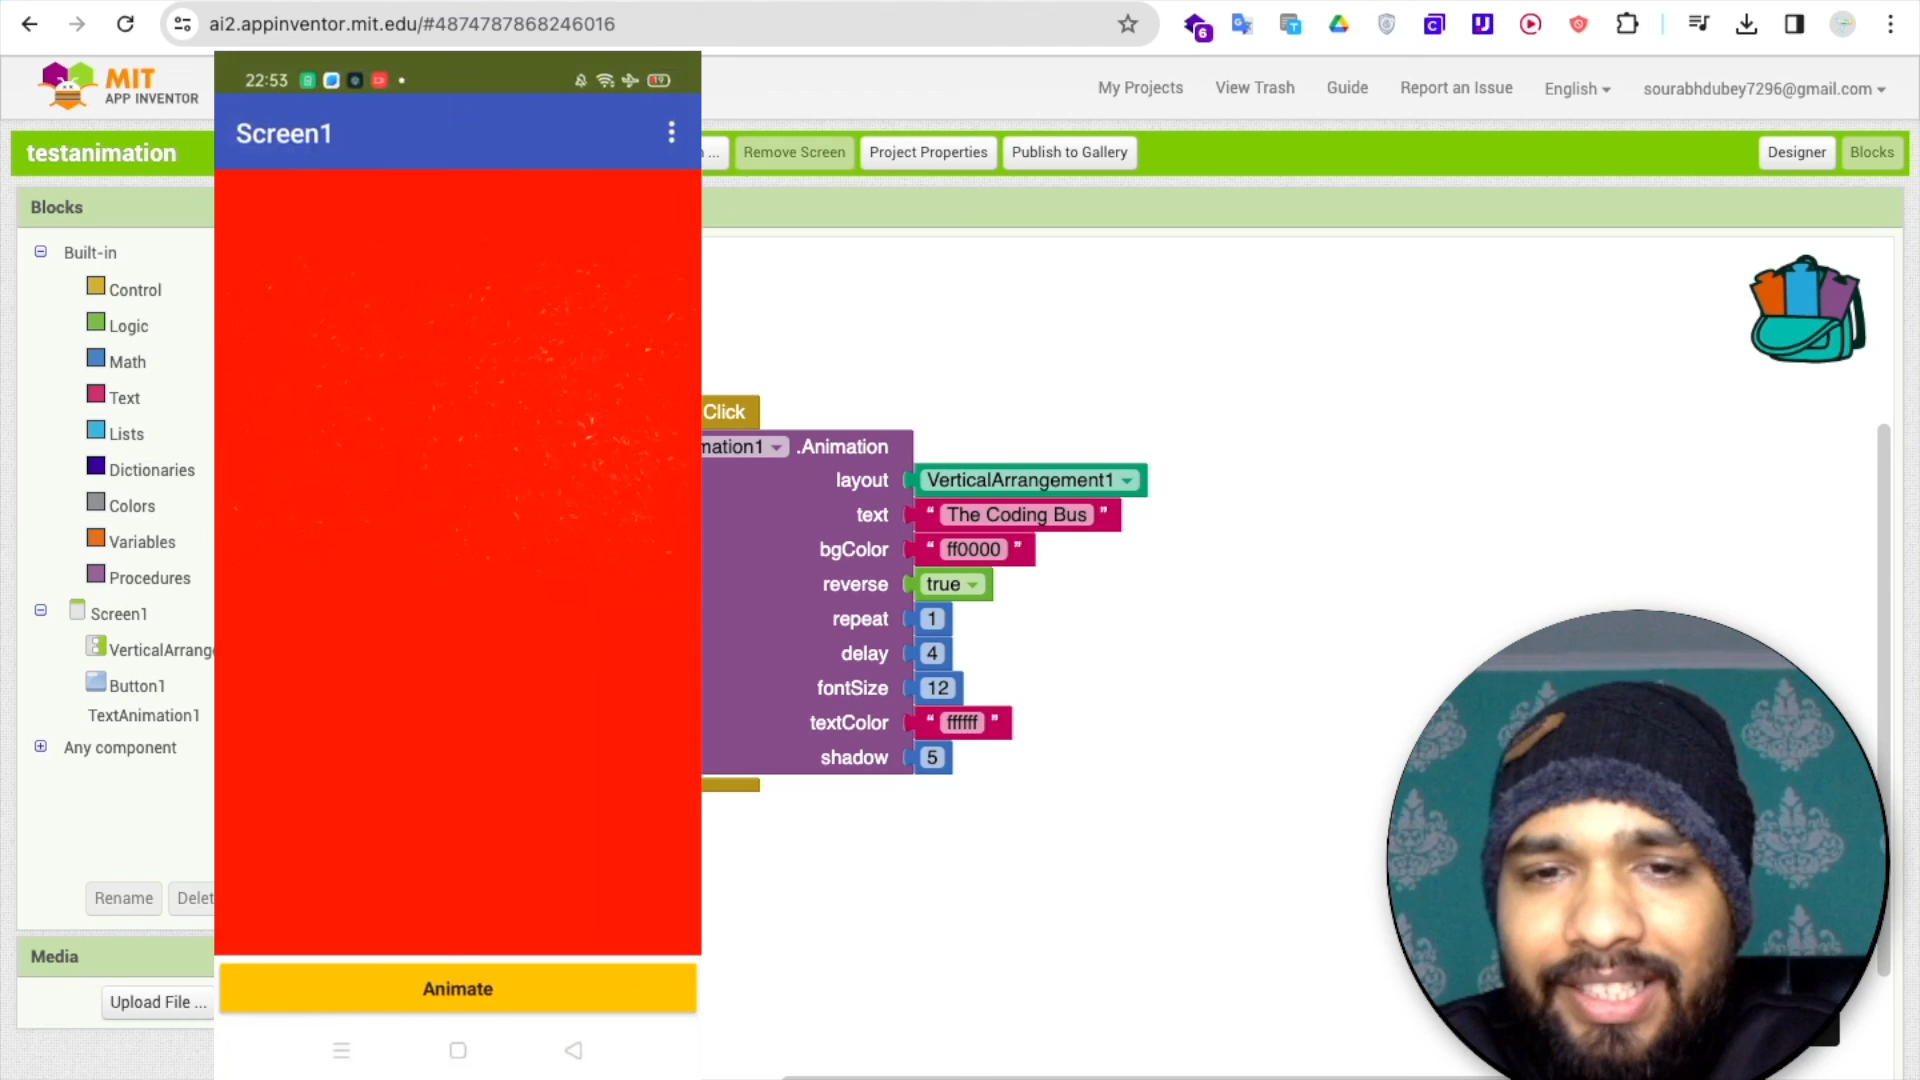 ai2.appinventor.mit.edu/#4874787868246016
6
MIT
APP INVENTOR
My Projects
View Trash
Guide
Report an Issue
English
sourabhdubey7296@gmail.com
testanimation
...
Remove Screen
Project Properties
Publish to Gallery
Designer
Blocks
Blocks
Built-in
Control
Logic
Math
Text
Lists
Dictionaries
Colors
Variables
Procedures
Screen1
VerticalArrang
Button1
TextAnimation1
Any component
Rename
Delet
Media
Upload File ...
22:53
19
Screen1
Animate
Click
mation1 .Animation
layout VerticalArrangement1
text “ The Coding Bus ”
bgColor “ ff0000 ”
reverse true
repeat 1
delay 4
fontSize 12
textColor “ ffffff ”
shadow 5